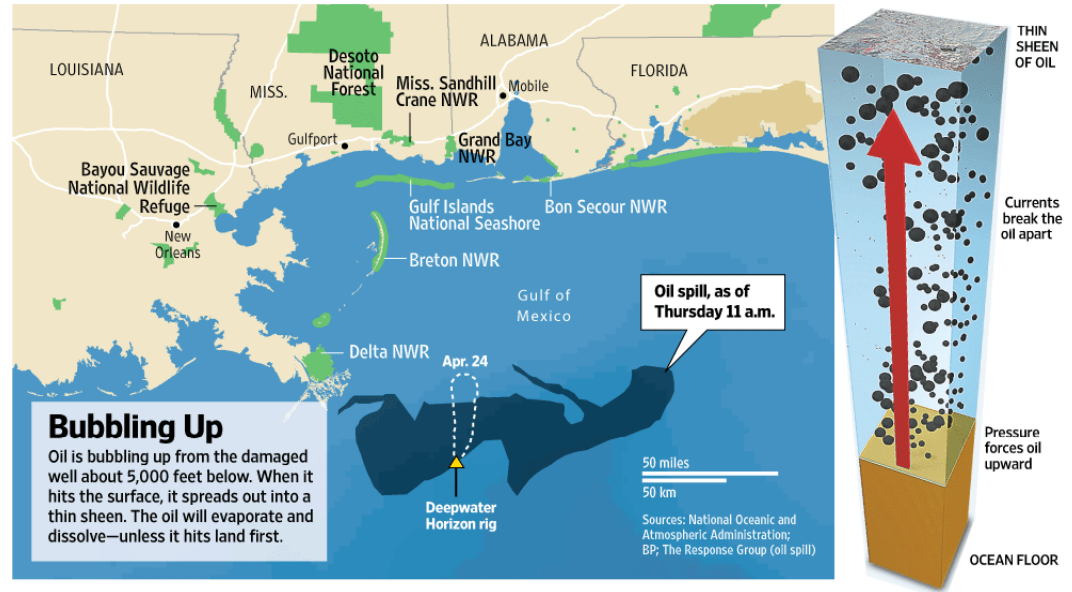 LOUISIANA
MISS.
ALABAMA
FLORIDA
Desoto
National
Forest
Miss. Sandhill
Crane NWR
Mobile
Gulfport
Grand Bay
NWR
Bayou Sauvage
National Wildlife
Refuge
New
Orleans
Gulf Islands
National Seashore
Bon Secour NWR
Breton NWR
Gulf of
Mexico
Oil spill, as of
Thursday 11 a.m.
Delta NWR
Apr. 24
Deepwater
Horizon rig
Bubbling Up
Oil is bubbling up from the damaged
well about 5,000 feet below. When it
hits the surface, it spreads out into a
thin sheen. The oil will evaporate and
dissolve—unless it hits land first.
50 miles
50 km
Sources: National Oceanic and
Atmospheric Administration;
BP; The Response Group (oil spill)
THIN
SHEEN
OF OIL
Currents
break the
oil apart
Pressure
forces oil
upward
OCEAN FLOOR